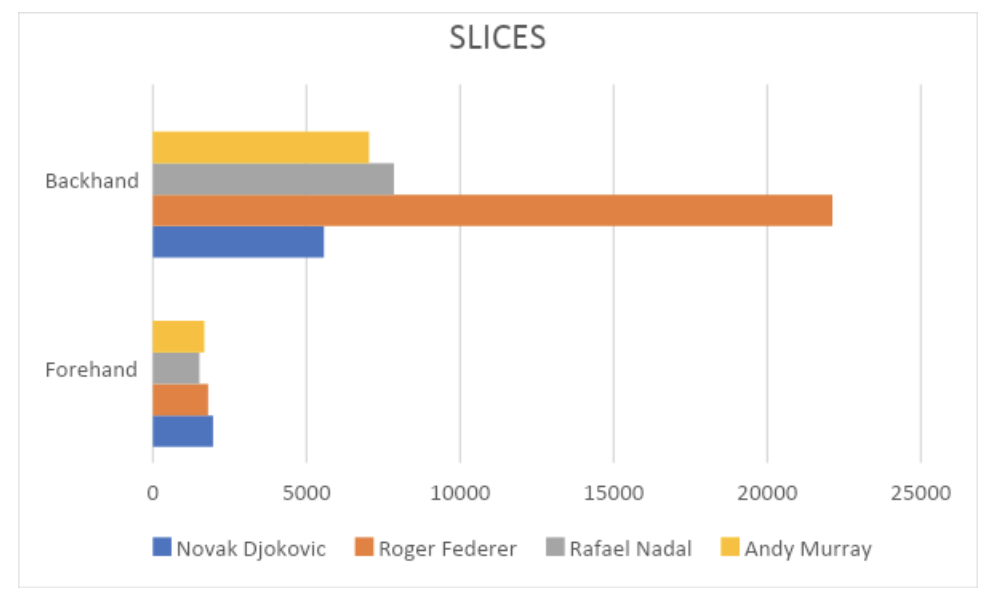 SLICES
Backhand
Forehand
0 5000 10000 15000 20000 25000
Novak Djokovic Roger Federer Rafael Nadal Andy Murray